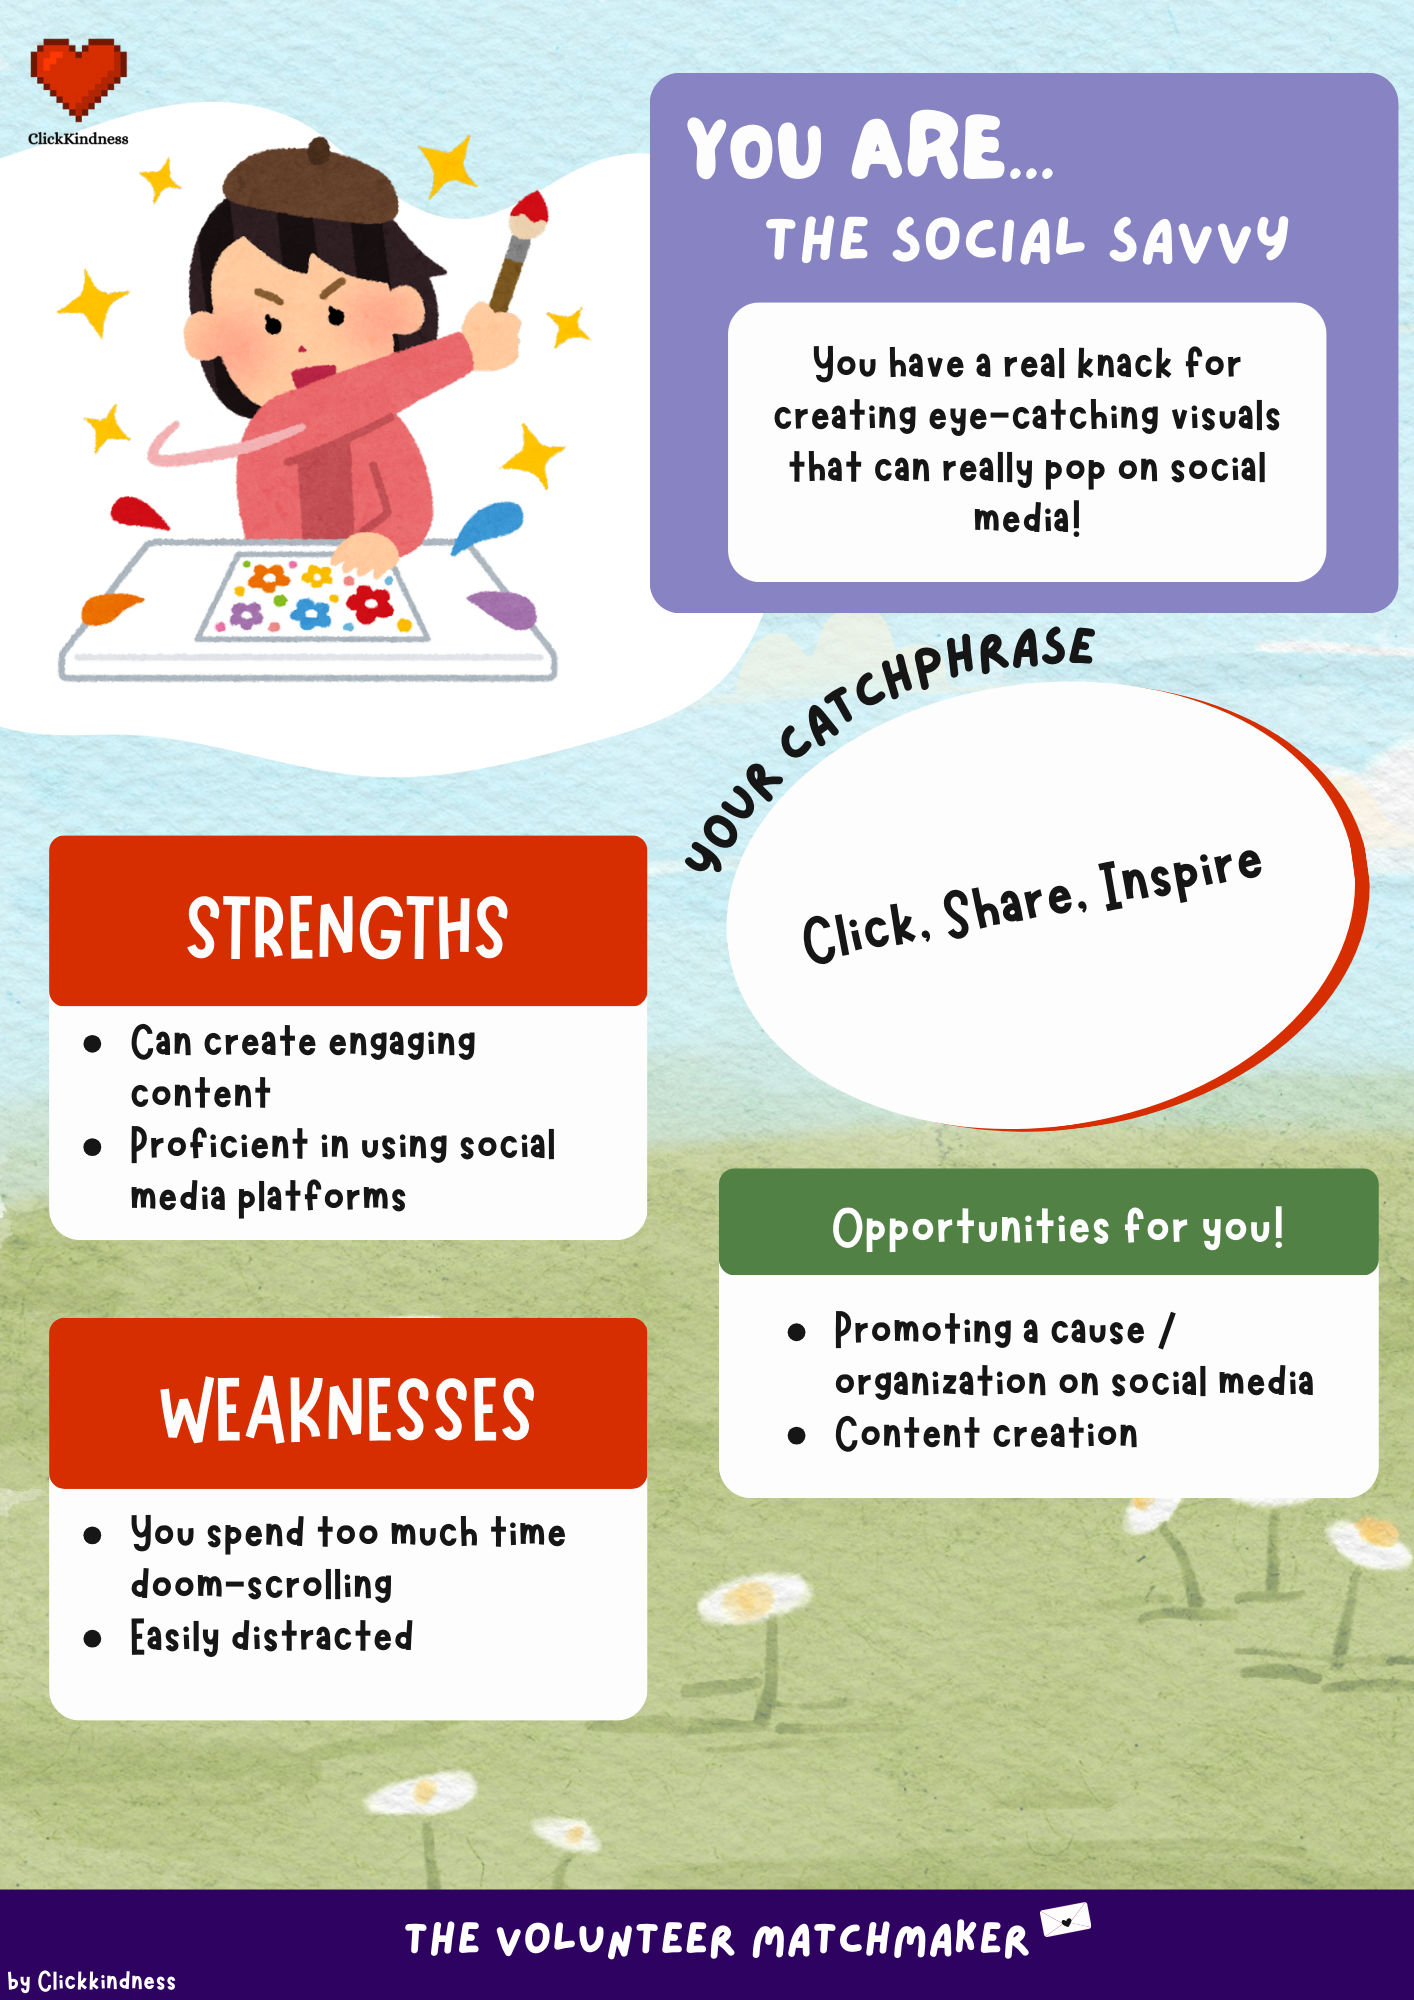 ClickKindness
YOU ARE...
THE SOCIAL SAVVY
You have a real knack for
creating eye-catching visuals
that can really pop on social
media!
YOUR CATCHPHRASE
Click, Share, Inspire
STRENGTHS
● Can create engaging
content
● Proficient in using social
media platforms
Opportunities for you!
● Promoting a cause /
organization on social media
● Content creation
WEAKNESSES
● You spend too much time
doom-scrolling
● Easily distracted
THE VOLUNTEER MATCHMAKER
by Clickkindness